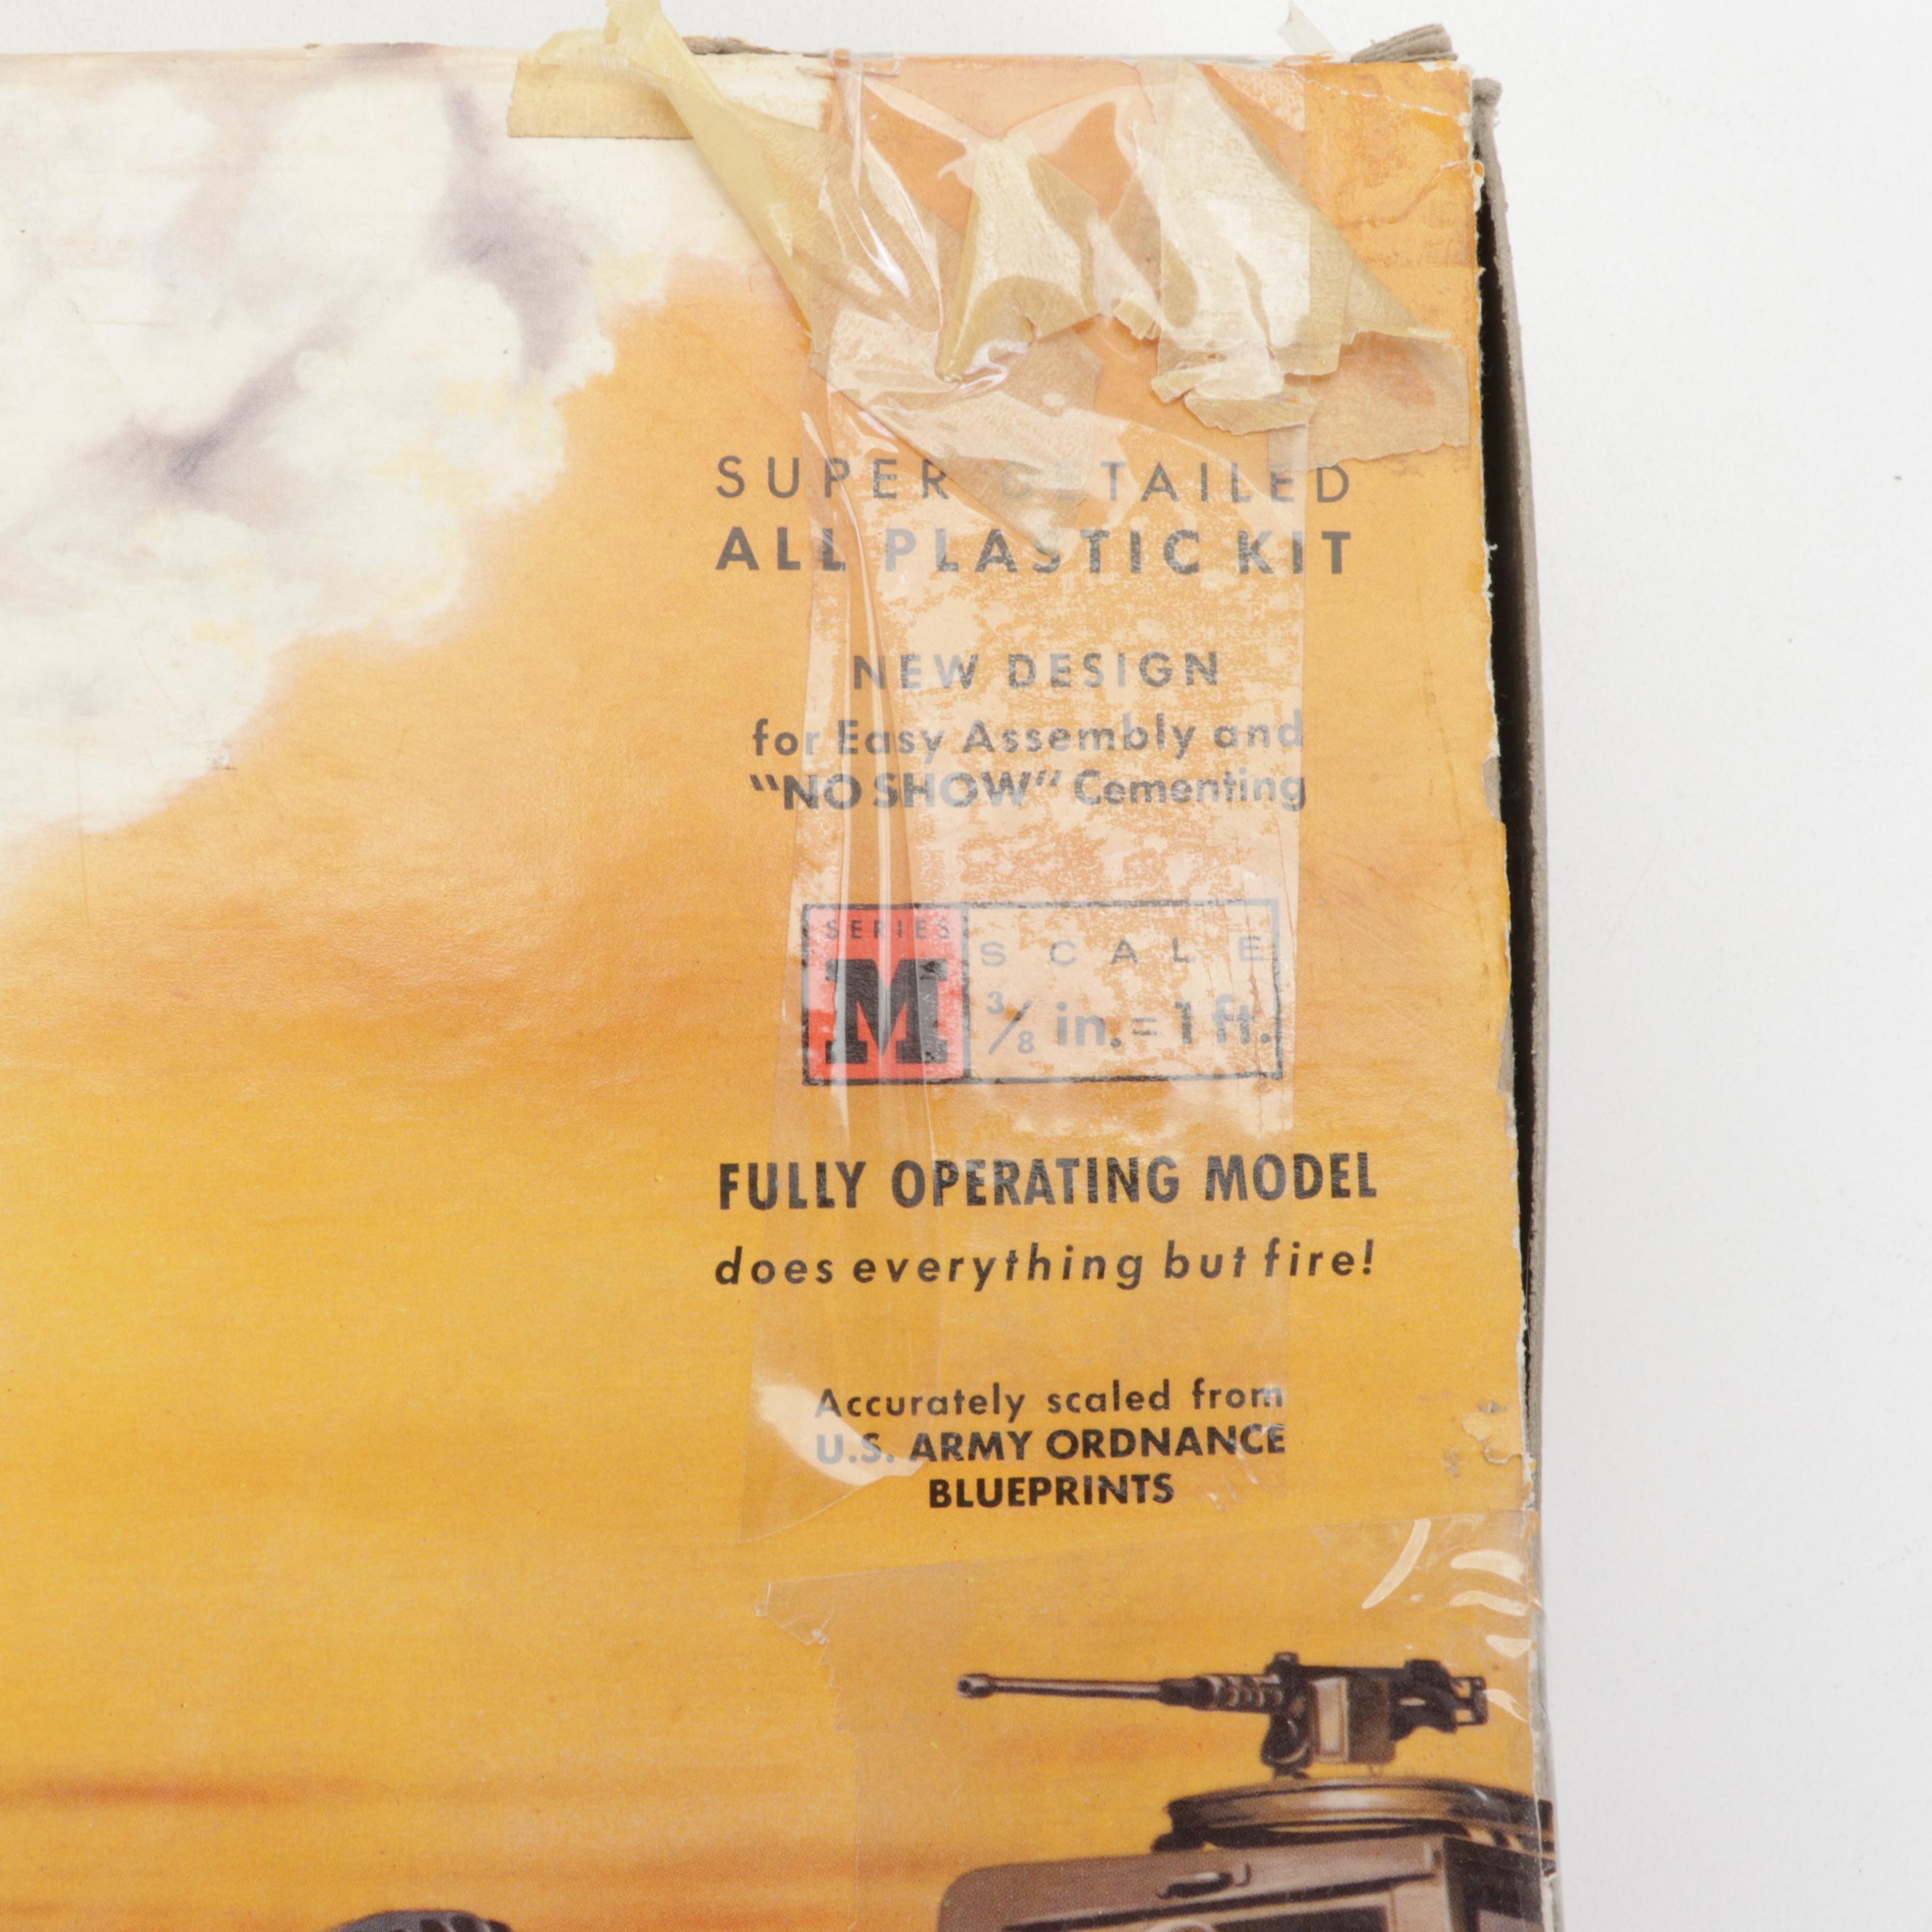 SUPER DETAILED
ALL PLASTIC KIT
NEW DESIGN
for Easy Assembly and
"NO SHOW" Cementing
SERIES
M
SCALE
3/8 in. = 1 ft.
FULLY OPERATING MODEL
does everything but fire!
Accurately scaled from
U.S. ARMY ORDNANCE
BLUEPRINTS